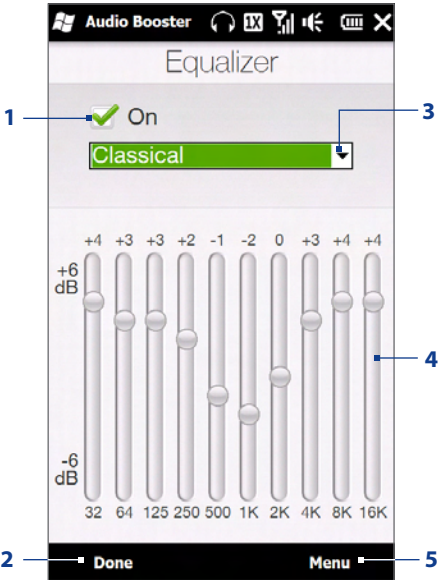 Audio Booster 1X
Equalizer
1 On 3
Classical
+4 +3 +3 +2 -1 -2 0 +3 +4 +4
+6
dB
4
-6
dB
32 64 125 250 500 1K 2K 4K 8K 16K
2 Done Menu 5